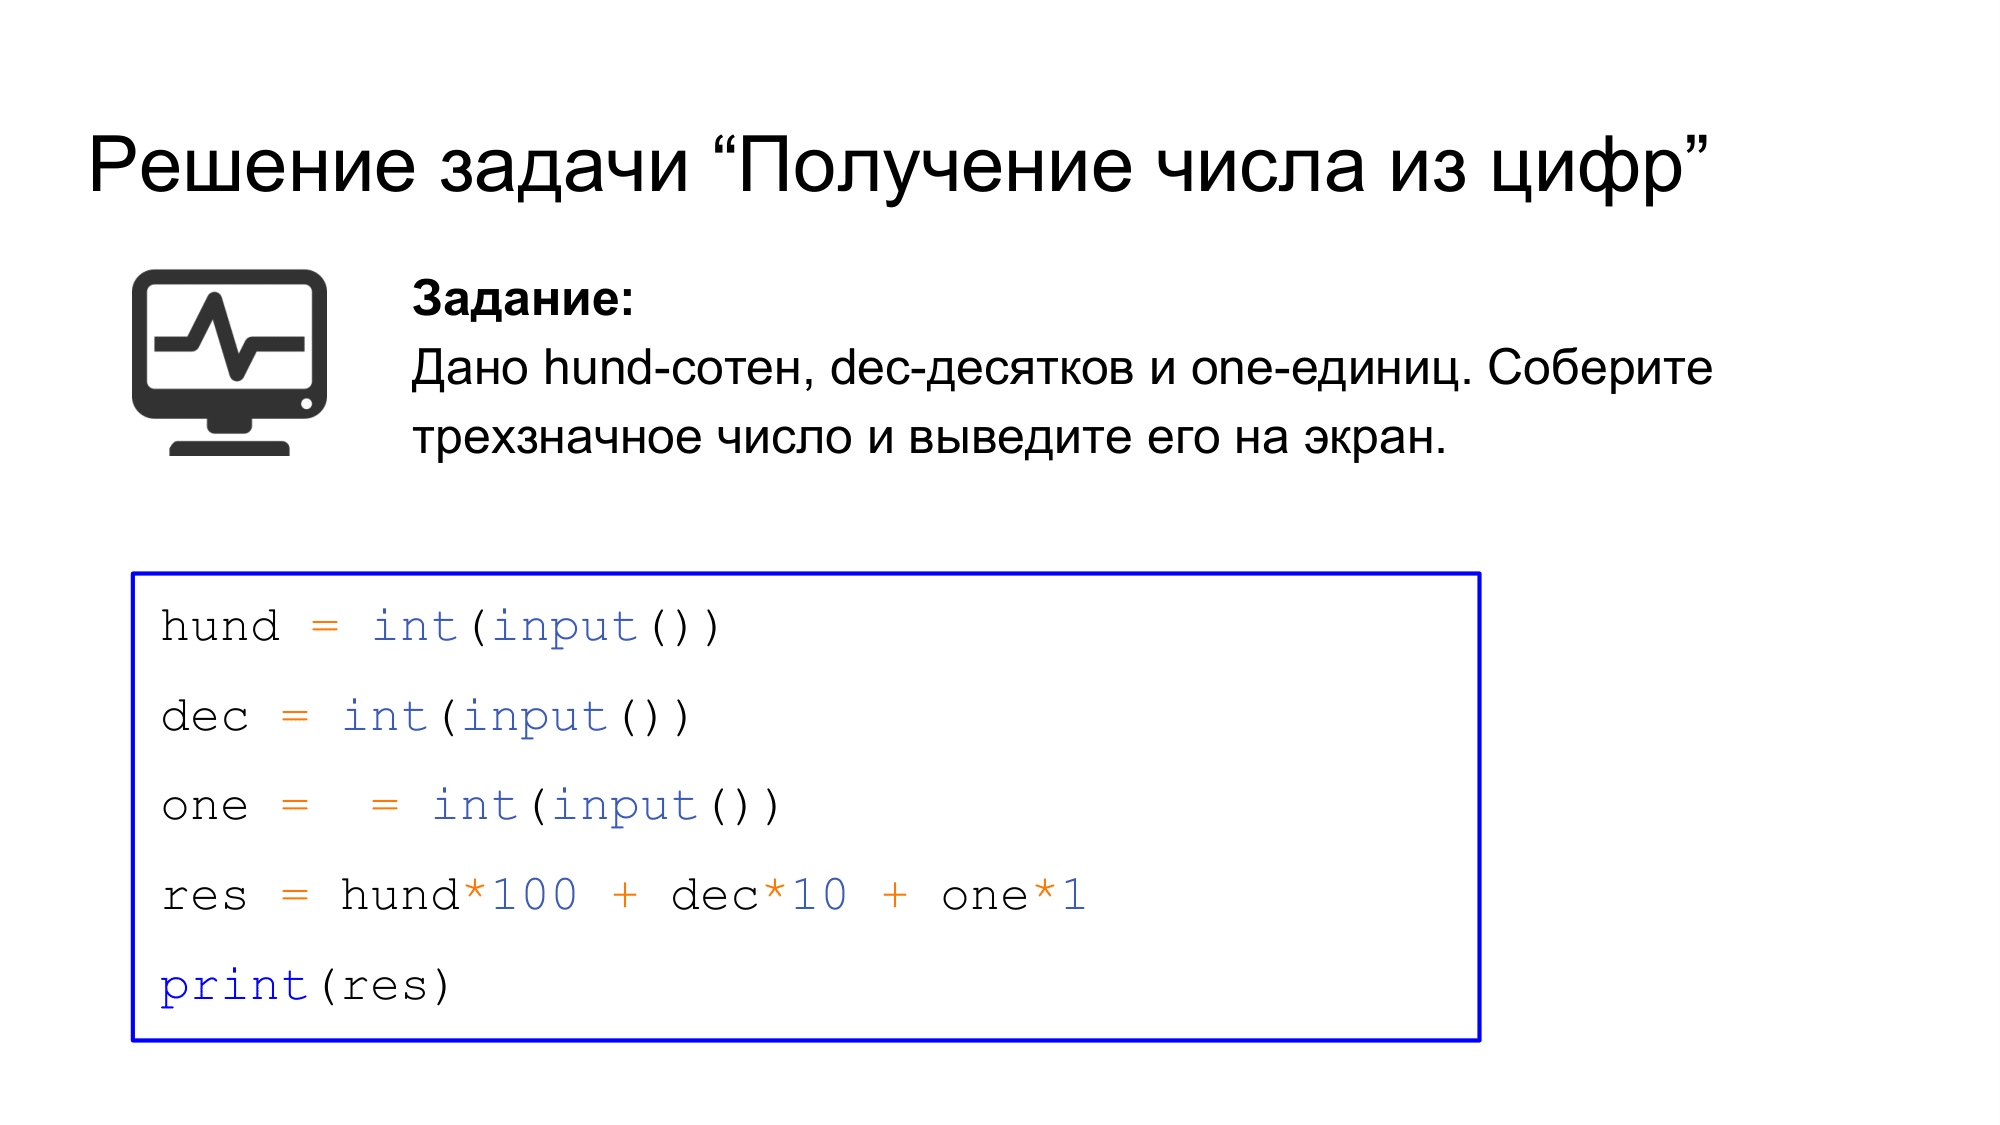 Решение задачи “Получение числа из цифр”
Задание:
Дано hund-сотен, dec-десятков и one-единиц. Соберите
трехзначное число и выведите его на экран.
hund = int(input())
dec = int(input())
one =  = int(input())
res = hund*100 + dec*10 + one*1
print(res)